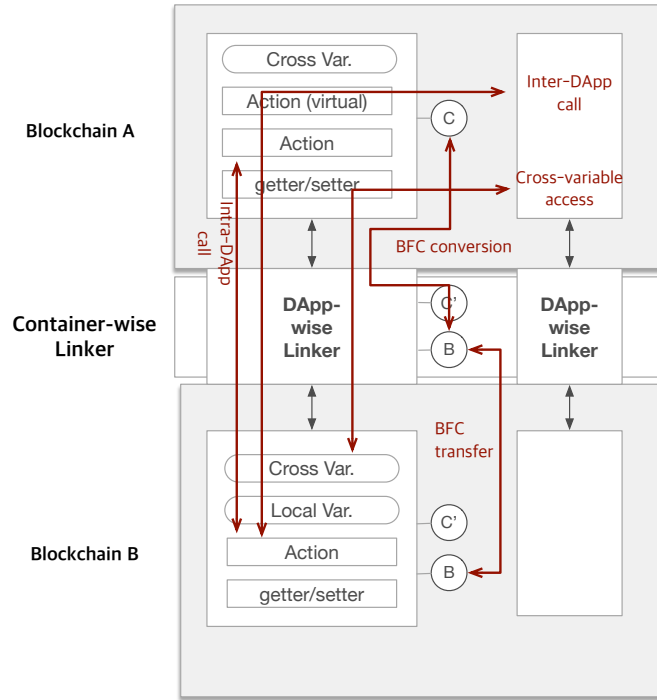 Cross Var.
Action (virtual)
Inter-DApp
call
C
Blockchain A
Action
getter/setter
Cross-variable
access
Intra-DApp
call
BFC conversion
DApp-
wise
Linker
C'
B
DApp-
wise
Linker
Container-wise
Linker
BFC
transfer
Cross Var.
Local Var.
C'
Blockchain B
Action
B
getter/setter